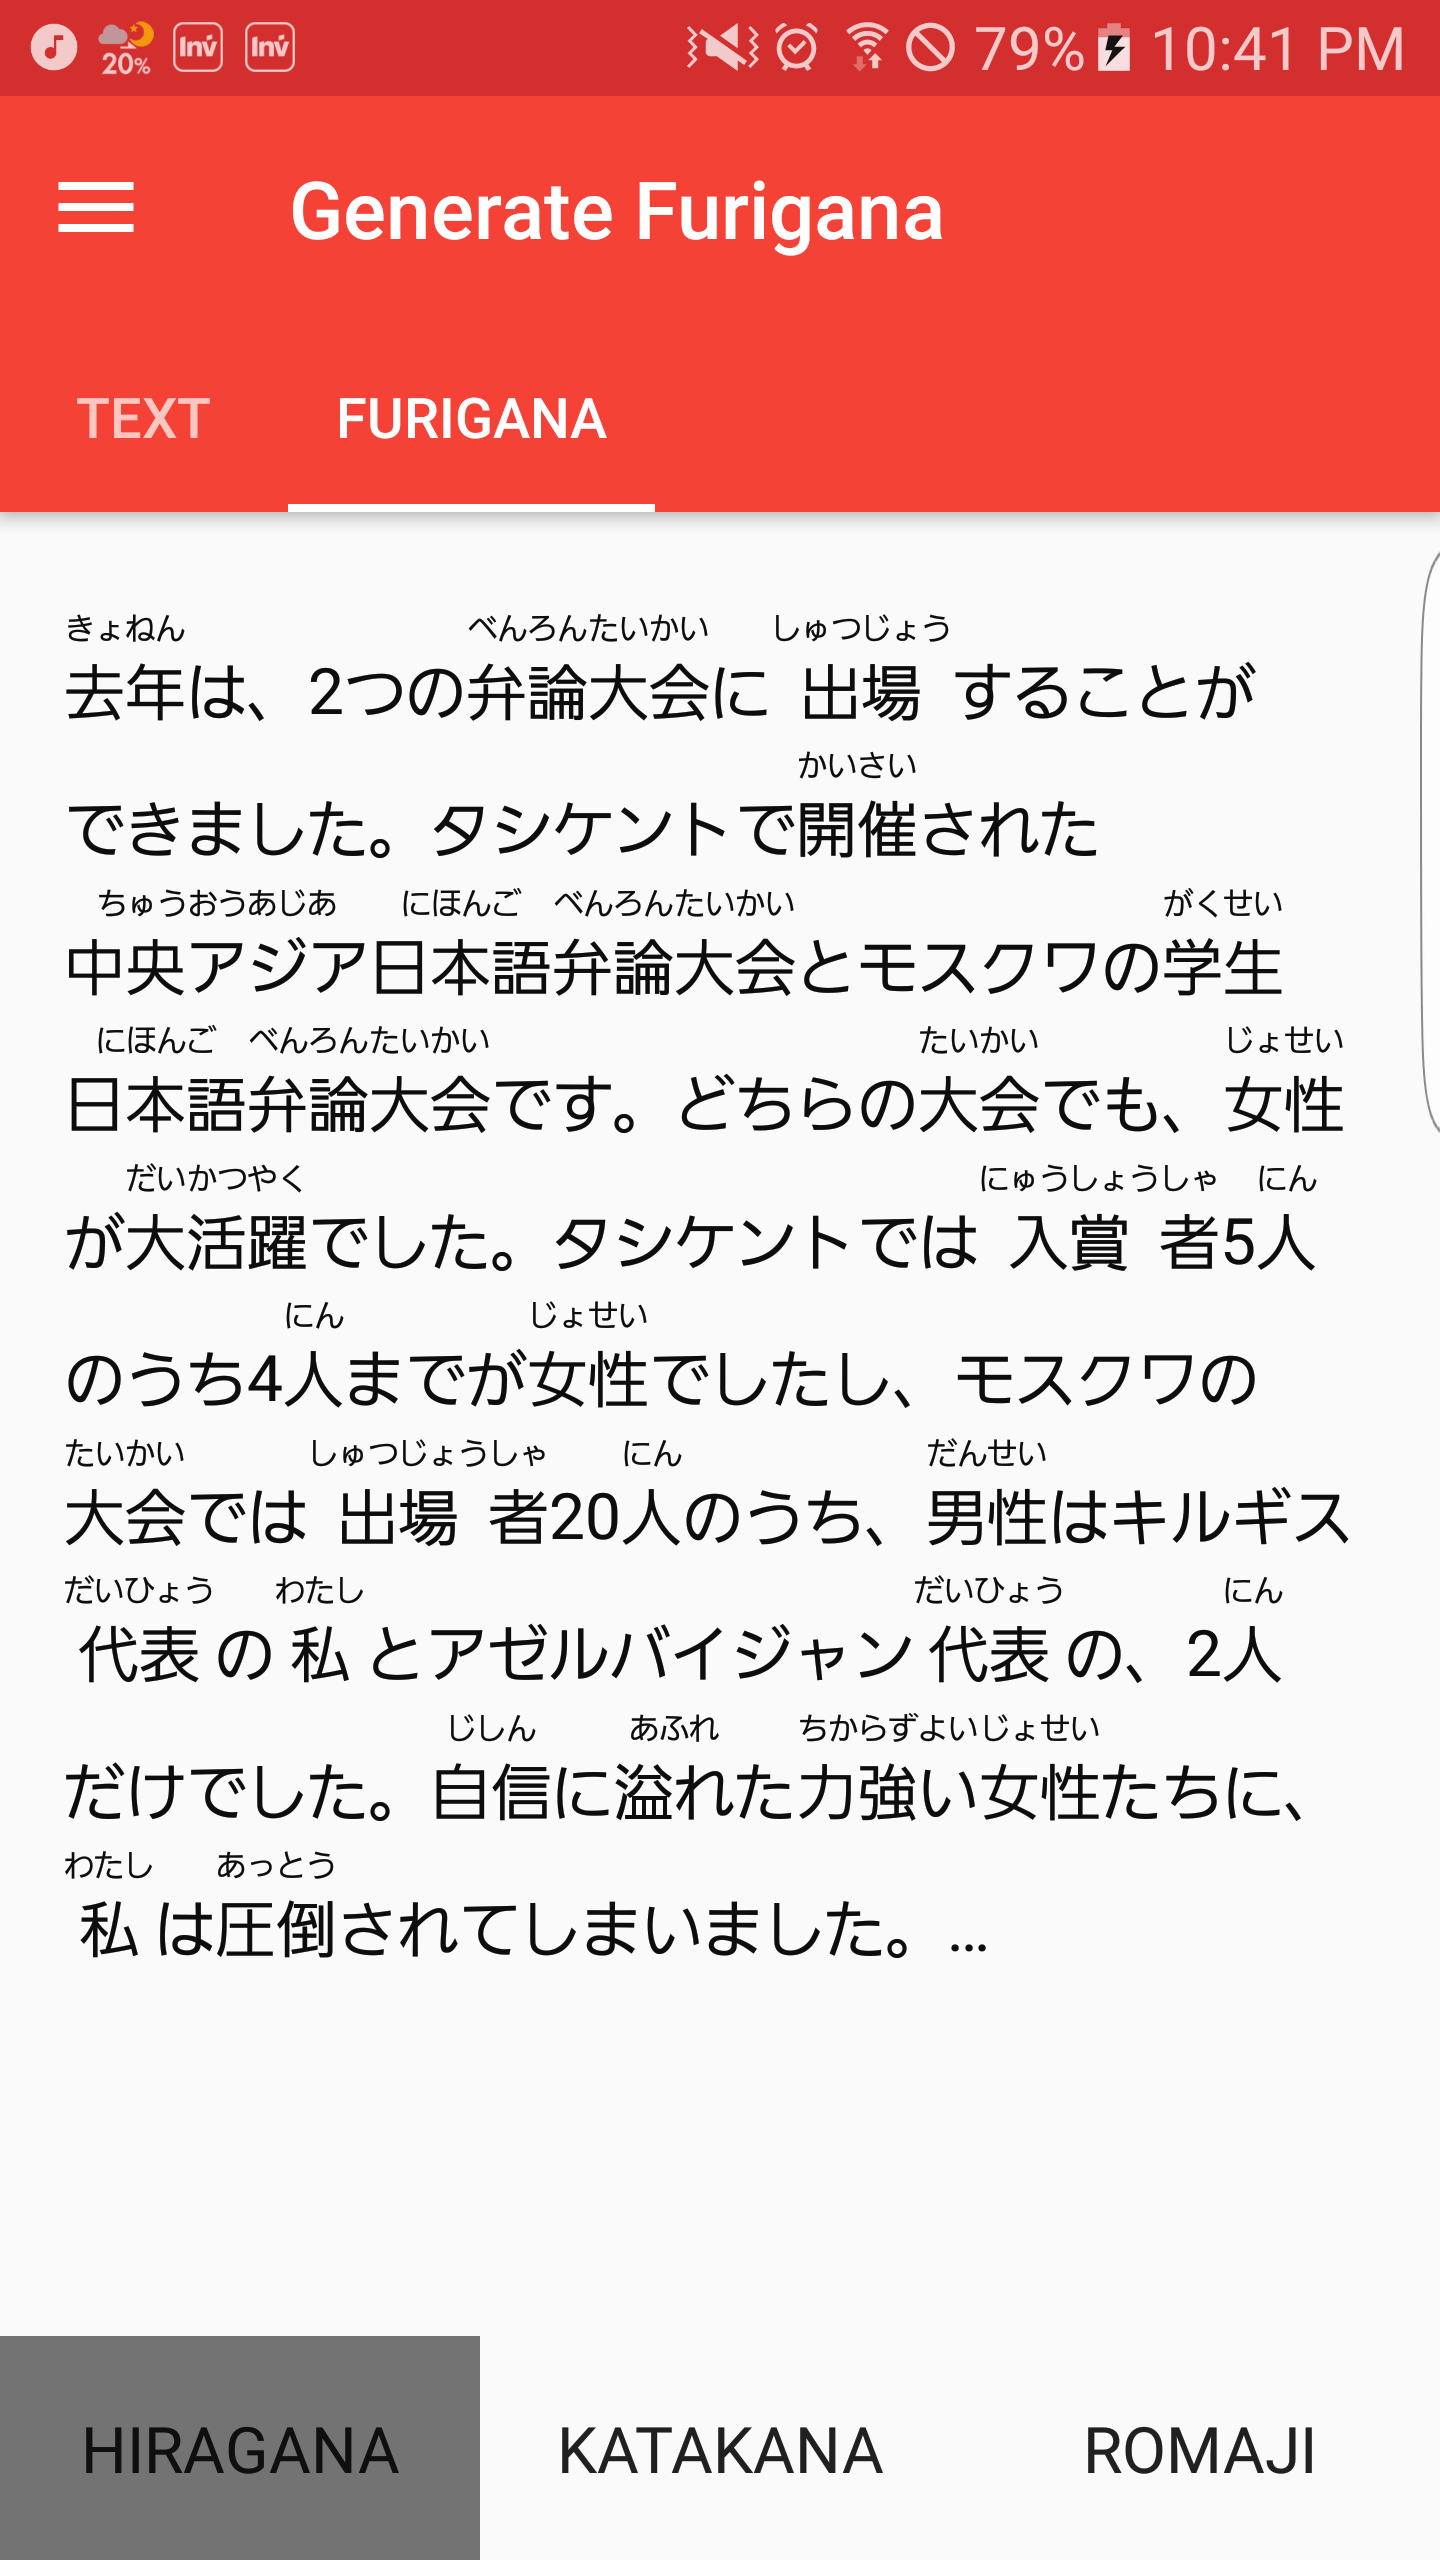 20%
Inv
Inv
79%
10:41 PM
Generate Furigana
TEXT
FURIGANA
きょねん べんろんたいかい しゅつじょう
去年は、2つの弁論大会に 出場 することが
かいさい
できました。タシケントで開催された
ちゅうおうあじあ にほんご べんろんたいかい がくせい
中央アジア日本語弁論大会とモスクワの学生
にほんご べんろんたいかい たいかい じょせい
日本語弁論大会です。どちらの大会でも、女性
だいかつやく にゅうしょうしゃ にん
が大活躍でした。タシケントでは 入賞 者5人
にん じょせい
のうち4人までが女性でしたし、モスクワの
たいかい しゅつじょうしゃ にん だんせい
大会では 出場 者20人のうち、男性はキルギス
だいひょう わたし だいひょう にん
代表 の 私 とアゼルバイジャン 代表 の、2人
じしん あふれ ちからずよいじょせい
だけでした。自信に溢れた力強い女性たちに、
わたし あっとう
私 は圧倒されてしまいました。…
HIRAGANA
KATAKANA
ROMAJI